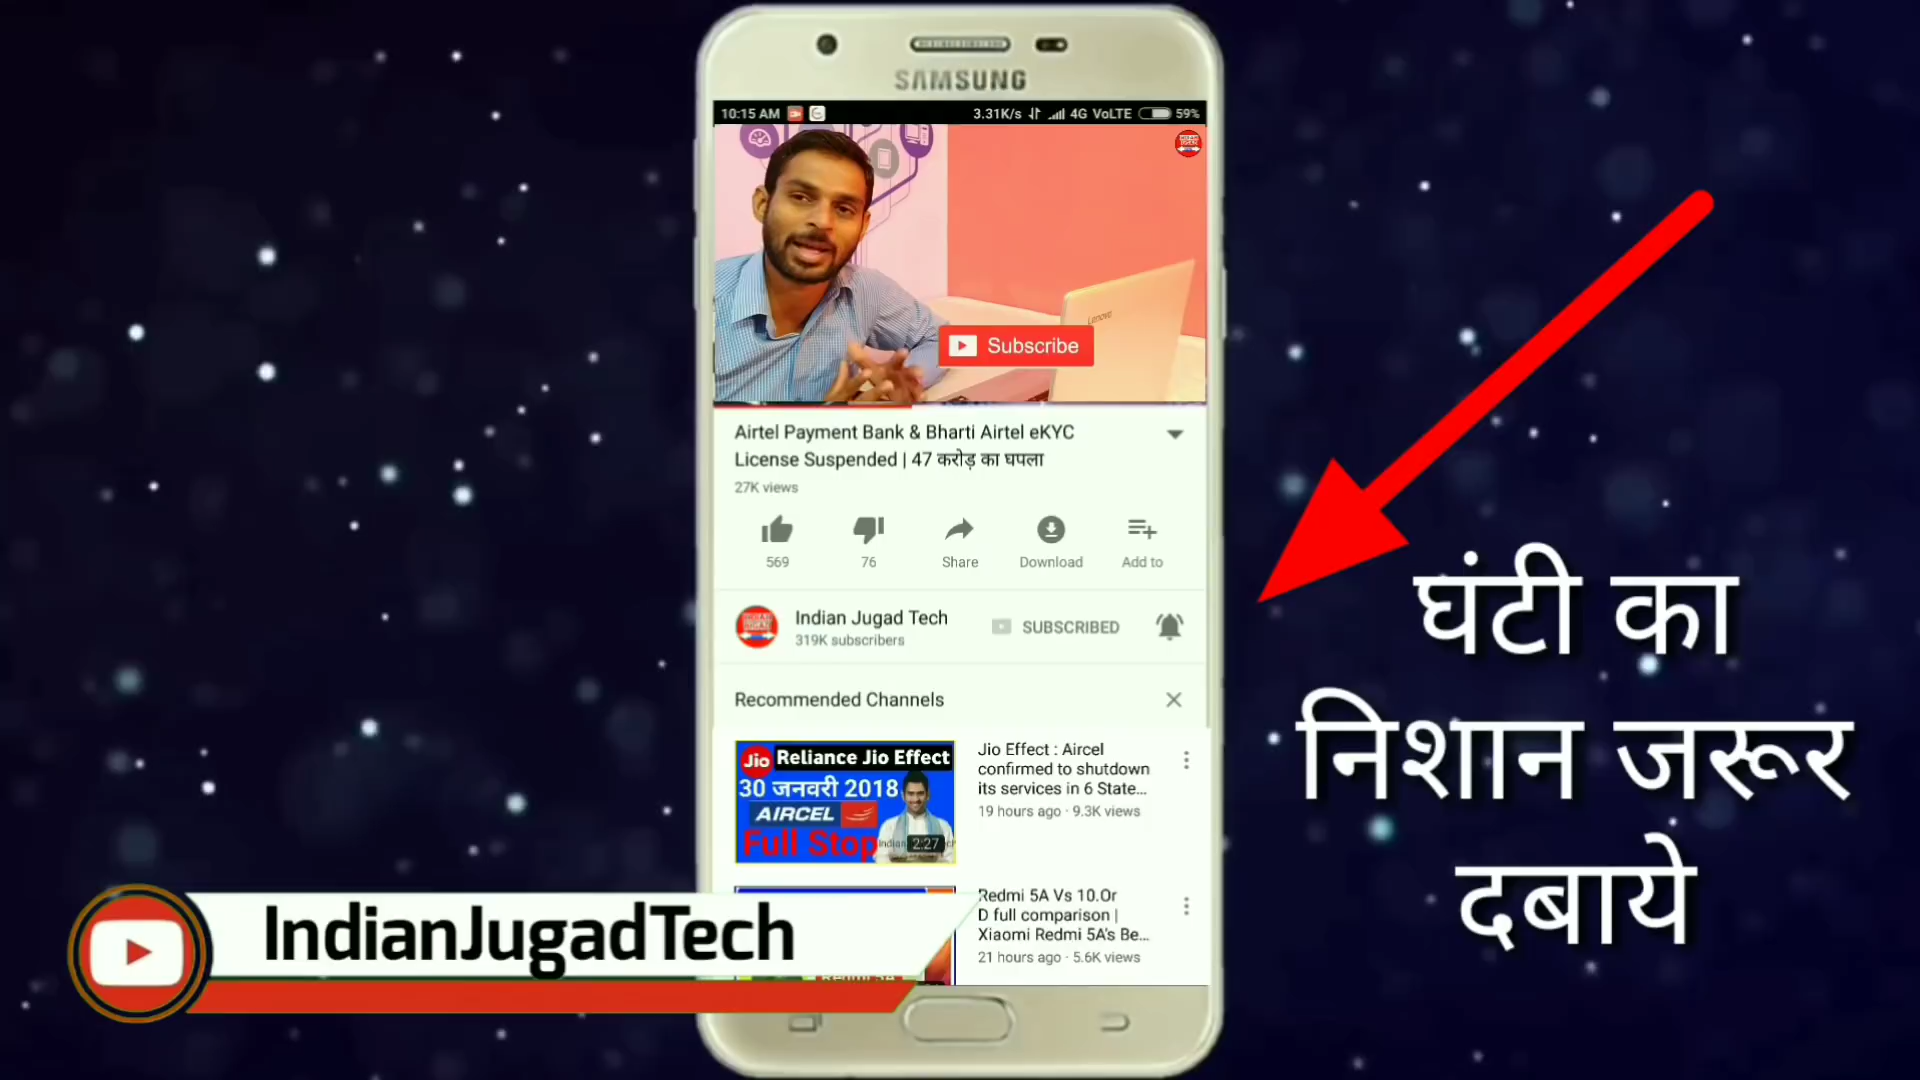 SAMSUNG
10:15 AM
3.31K/s 4G VoLTE 59%
Lenovo
Subscribe
Airtel Payment Bank & Bharti Airtel eKYC
License Suspended | 47 करोड़ का घपला
27K views
569 76 Share Download Add to
Indian Jugad Tech
319K subscribers
SUBSCRIBED
Recommended Channels
Jio Reliance Jio Effect
30 जनवरी 2018
AIRCEL
Full Stop
2:27
Jio Effect : Aircel
confirmed to shutdown
its services in 6 State...
19 hours ago · 9.3K views
Redmi 5A Vs 10.Or
D full comparison |
Xiaomi Redmi 5A's Be...
21 hours ago · 5.6K views
IndianJugadTech
घंटी का
निशान जरूर
दबाये